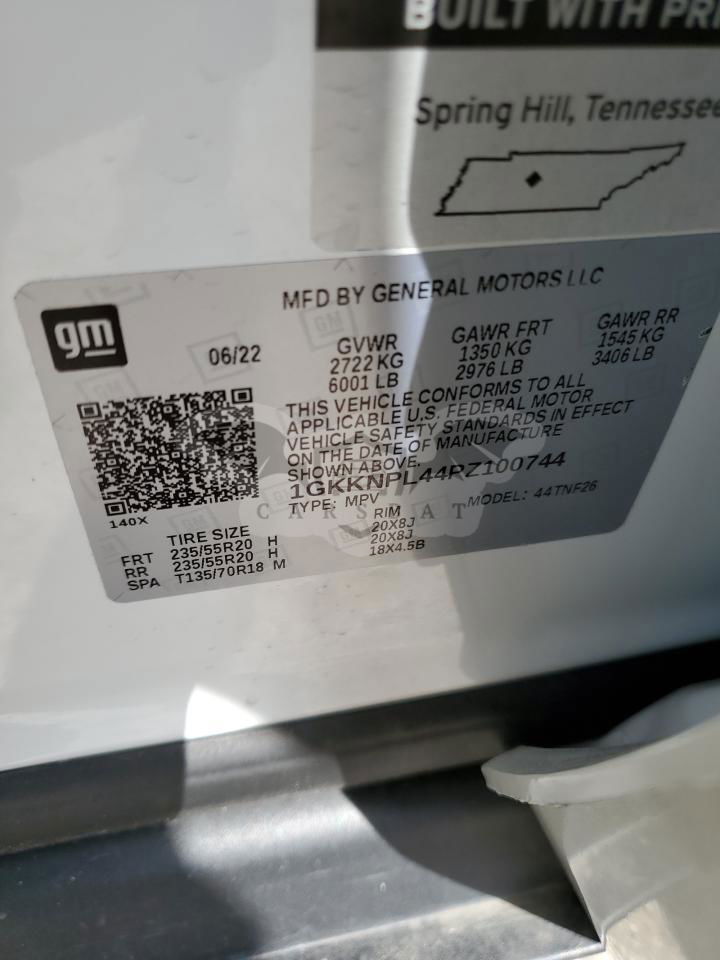 BUILT WITH
Spring Hill, Tennessee
MFD BY GENERAL MOTORS LLC
gm
06/22
GVWR GAWR FRT GAWR RR
2722 KG 1350 KG 1545 KG
6001 LB 2976 LB 3406 LB
THIS VEHICLE CONFORMS TO ALL
APPLICABLE U.S. FEDERAL MOTOR
VEHICLE SAFETY STANDARDS IN EFFECT
ON THE DATE OF MANUFACTURE
SHOWN ABOVE.
1GKKNPL44PZ100744
TYPE: MPV MODEL: 44TNF26
140X
TIRE SIZE RIM
FRT 235/55R20 H 20X8J
RR 235/55R20 H 20X8J
SPA T135/70R18 M 18X4.5B